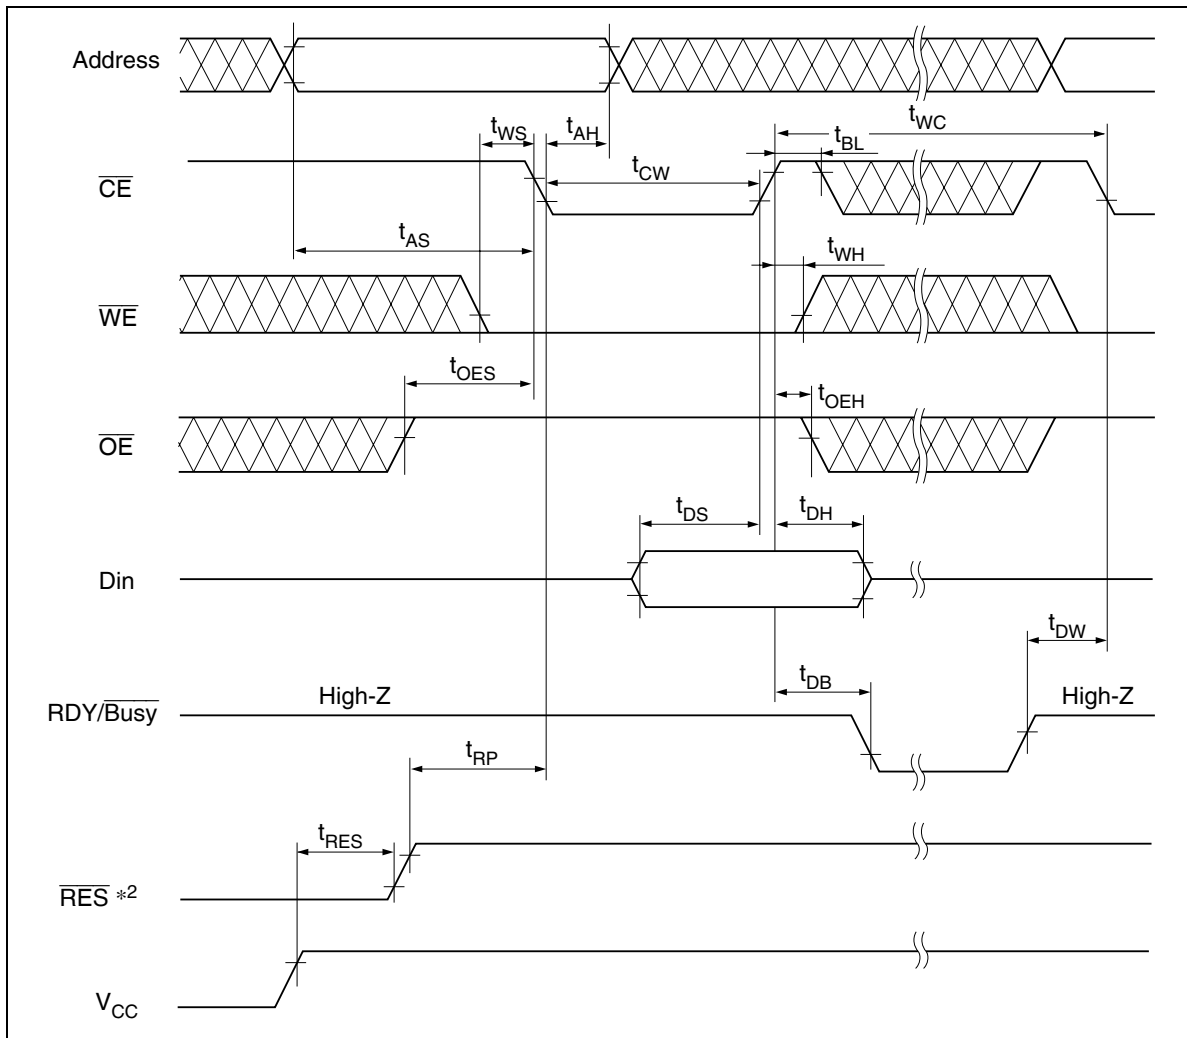 Address
tWS
tAH
tWC
tBL
CE
tCW
tAS
tWH
WE
tOES
tOEH
OE
tDS
tDH
Din
tDW
tDB
High-Z
High-Z
RDY/Busy
tRP
tRES
RES *2
VCC